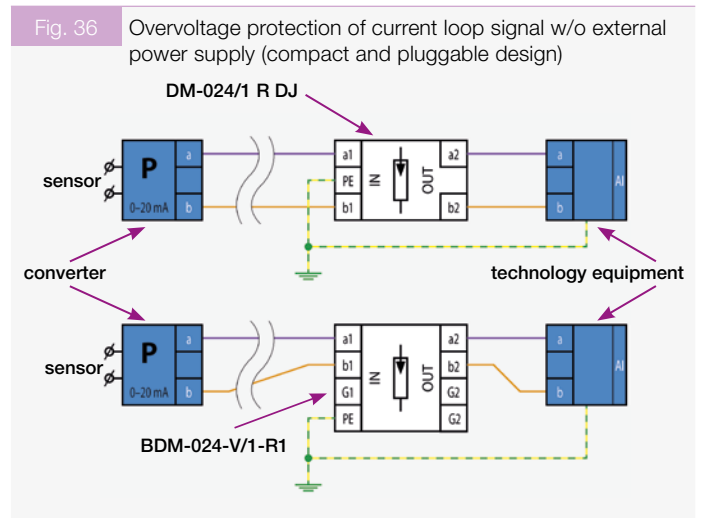 Fig. 36
Overvoltage protection of current loop signal w/o external
power supply (compact and pluggable design)
DM-024/1 R DJ
sensor
P
0–20 mA
a
b
a1
PE
b1
IN
OUT
a2
b2
a
b
AI
converter
technology equipment
sensor
P
0–20 mA
a
b
a1
b1
G1
PE
IN
OUT
a2
b2
G2
G2
a
b
AI
BDM-024-V/1-R1